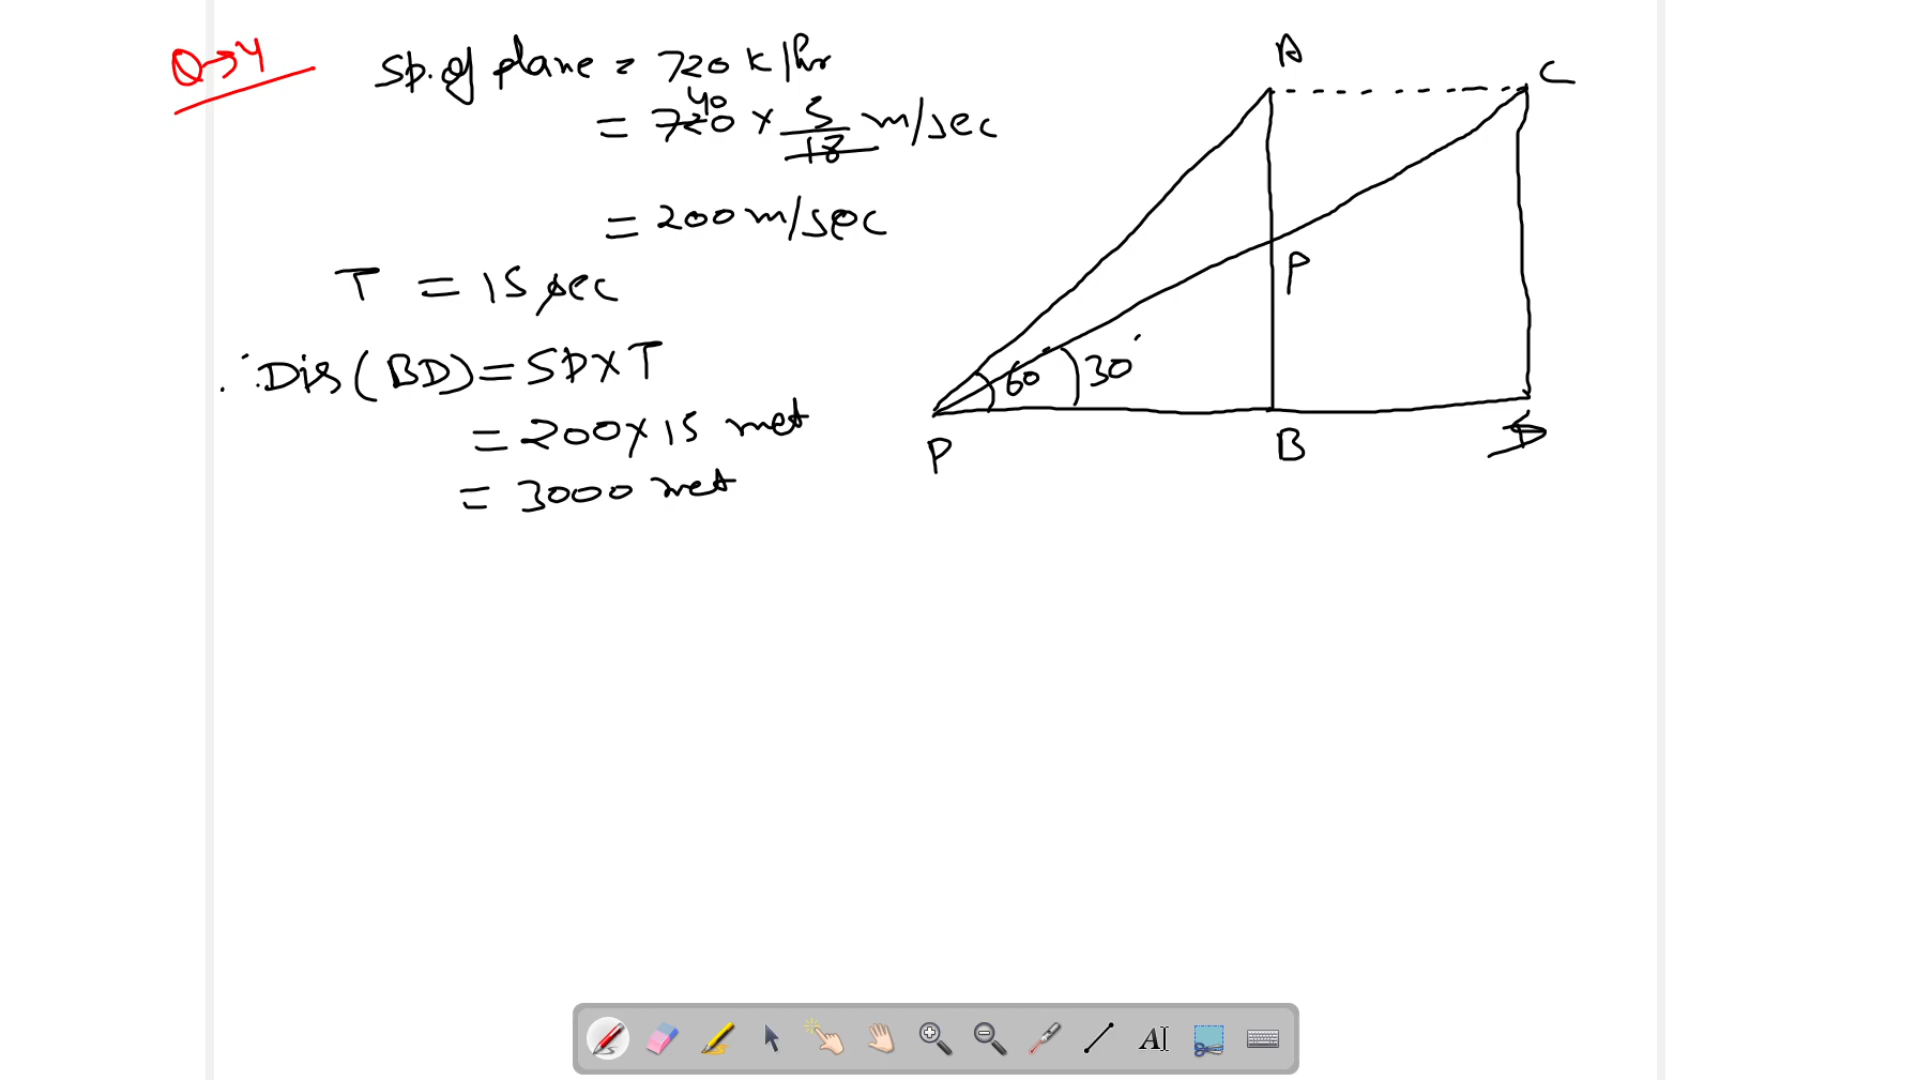 Q→4
Sp. of plane = 720 k/hr
40
= 720 × 5/18 m/sec
= 200 m/sec
T = 15 sec
∴ Dis (BD) = SP × T
= 200 × 15 met
= 3000 met
A
C
P
60
30°
P
B
D
AI